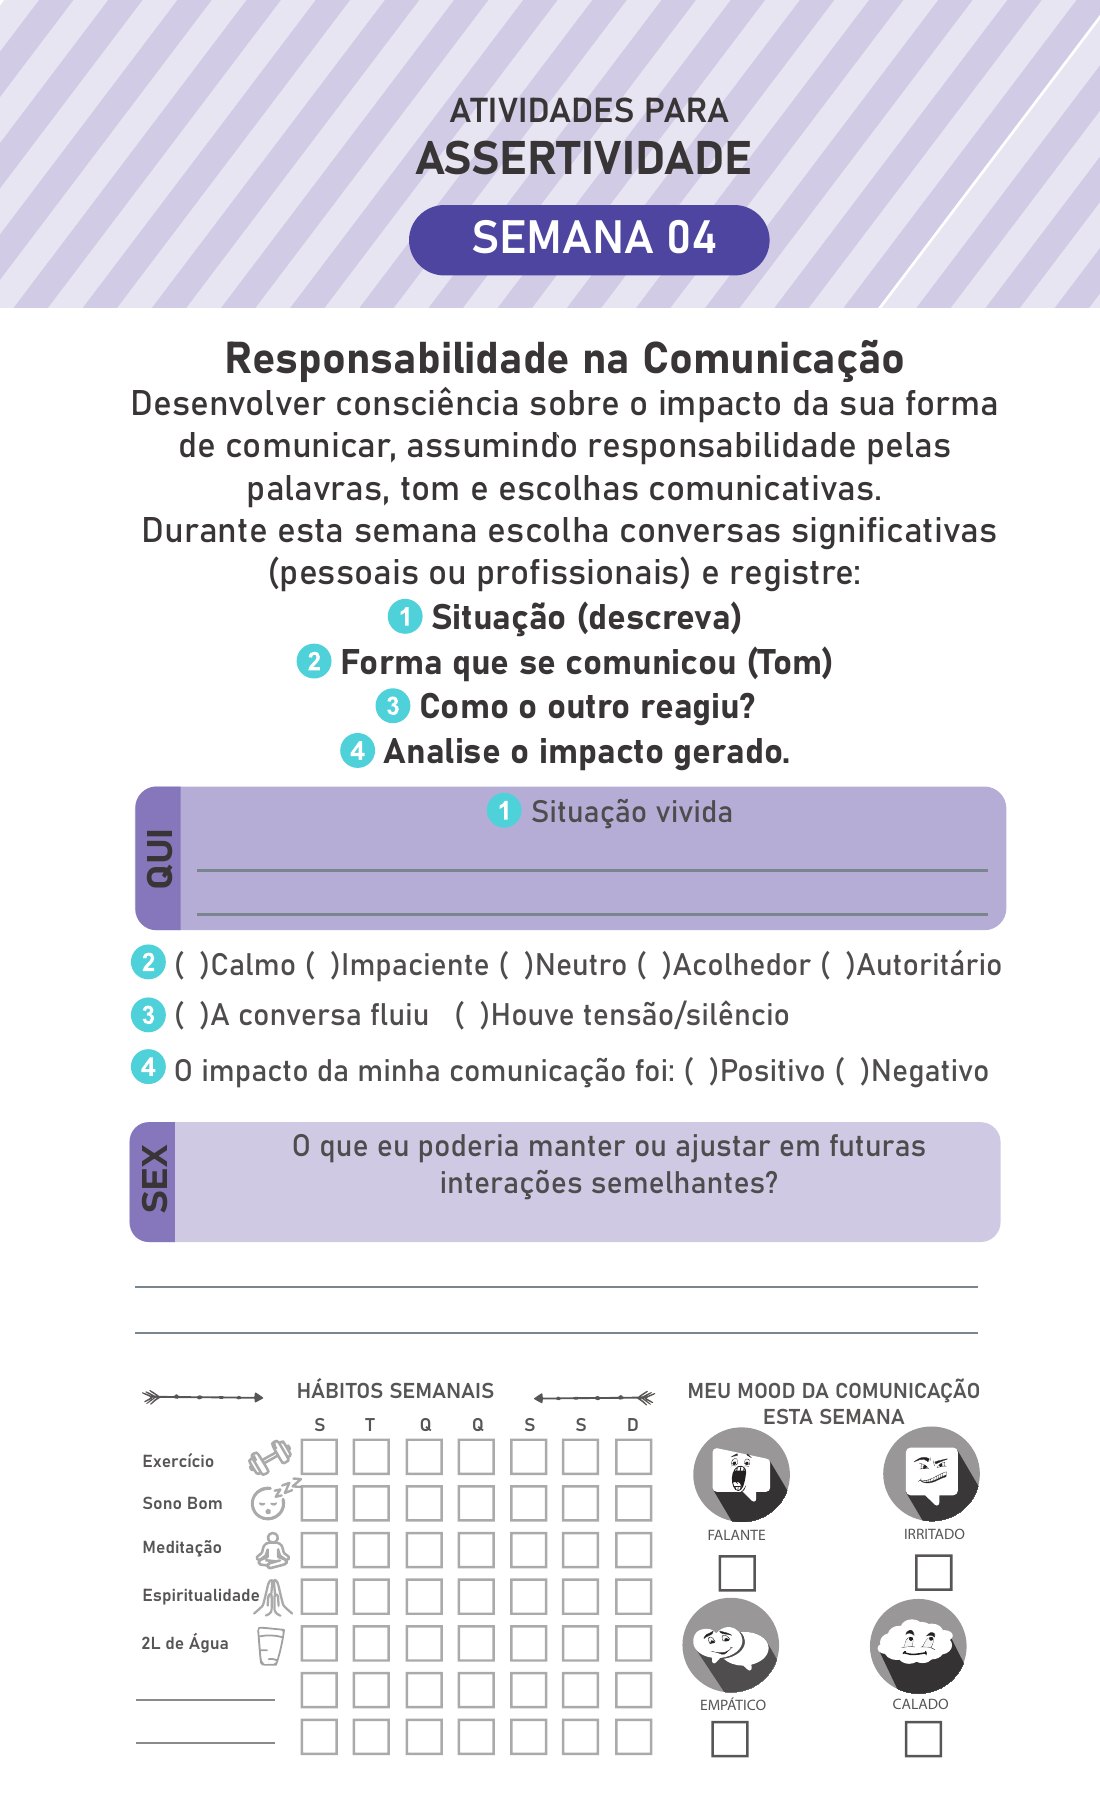 ATIVIDADES PARA
ASSERTIVIDADE
SEMANA 04
Responsabilidade na Comunicação
Desenvolver consciência sobre o impacto da sua forma
de comunicar, assumindo responsabilidade pelas
palavras, tom e escolhas comunicativas.
Durante esta semana escolha conversas significativas
(pessoais ou profissionais) e registre:
1 Situação (descreva)
2 Forma que se comunicou (Tom)
3 Como o outro reagiu?
4 Analise o impacto gerado.
QUI
1 Situação vivida
2 ( )Calmo ( )Impaciente ( )Neutro ( )Acolhedor ( )Autoritário
3 ( )A conversa fluiu ( )Houve tensão/silêncio
4 O impacto da minha comunicação foi: ( )Positivo ( )Negativo
SEX
O que eu poderia manter ou ajustar em futuras
interações semelhantes?
HÁBITOS SEMANAIS
S T Q Q S S D
Exercício
Sono Bom
zzz
Meditação
Espiritualidade
2L de Água
MEU MOOD DA COMUNICAÇÃO
ESTA SEMANA
FALANTE
IRRITADO
EMPÁTICO
CALADO